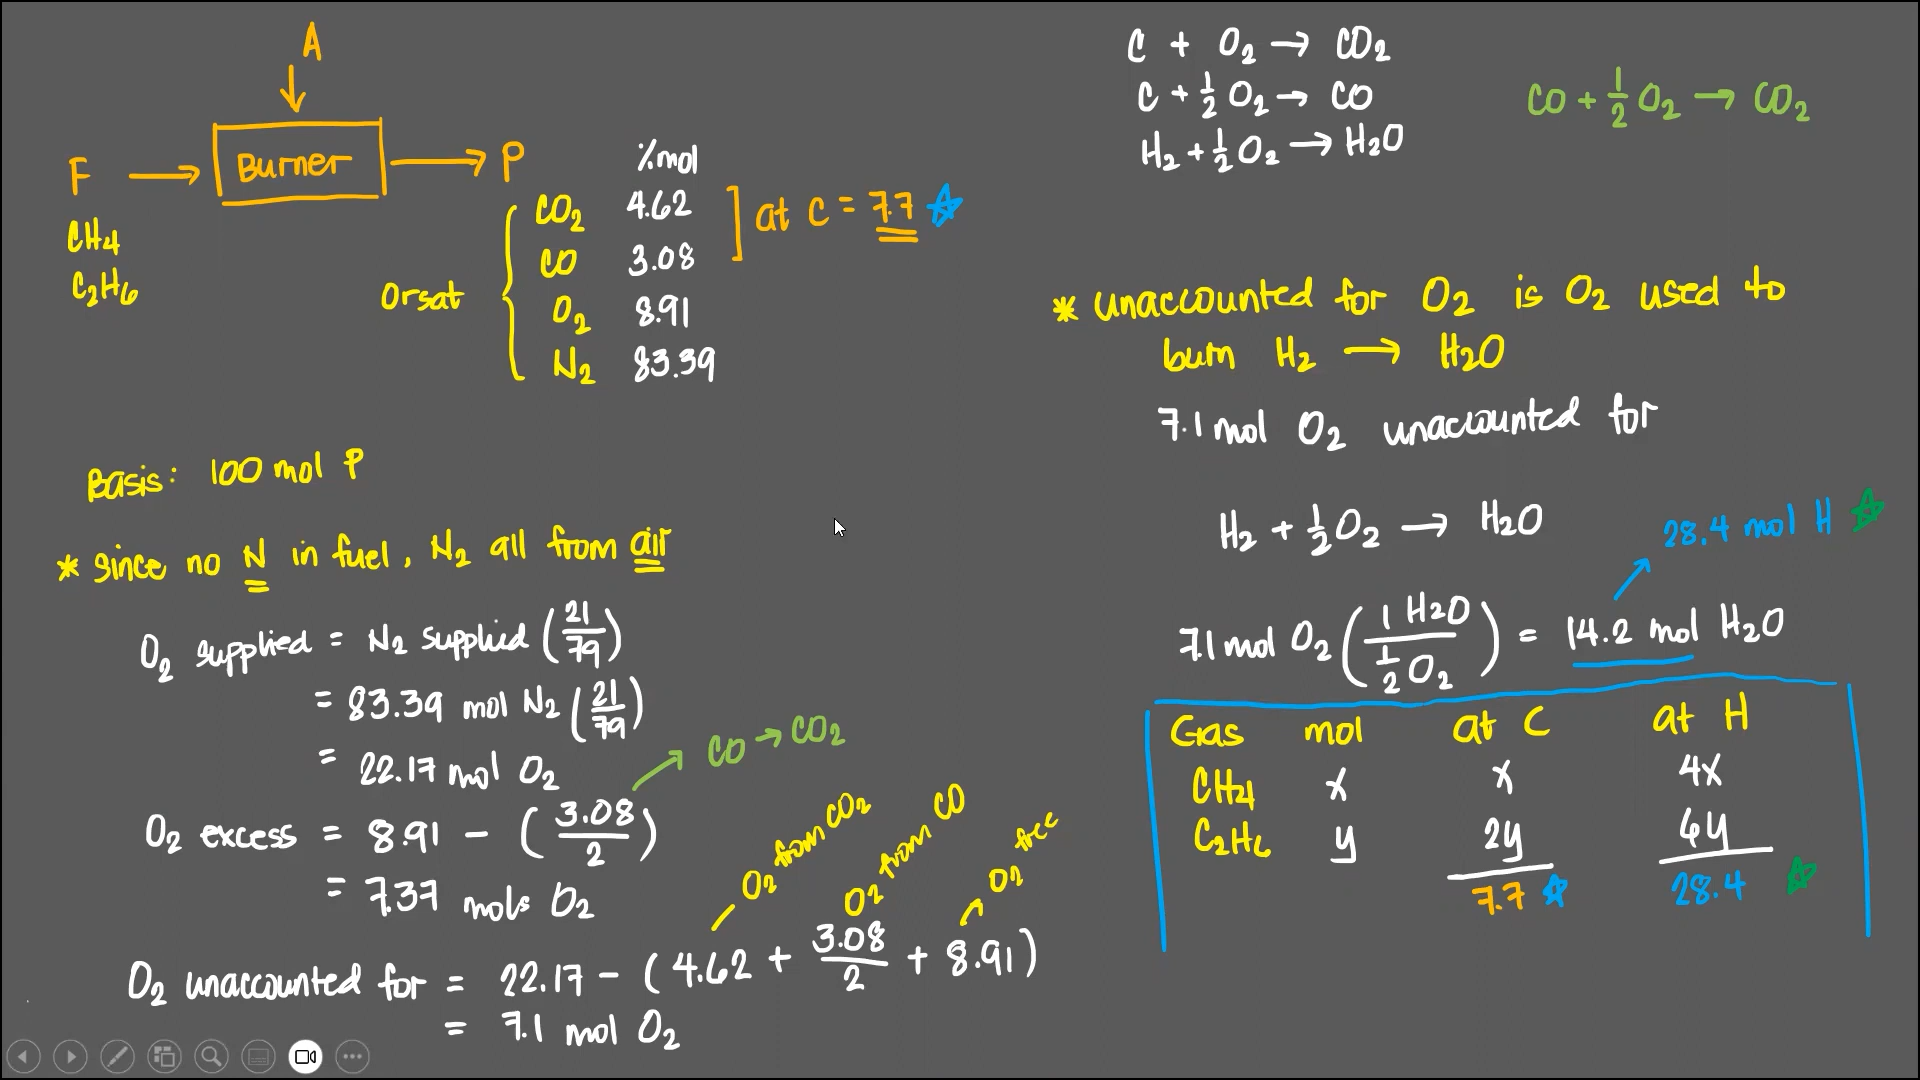 A
F → Burner → P
CH4
C2H6
Orsat
%mol
CO2 4.62
CO 3.08
O2 8.91
N2 83.39
at C = 7.7
Basis: 100 mol P
* since no N in fuel, N2 all from air
O2 supplied = N2 supplied (21/79)
= 83.39 mol N2 (21/79)
= 22.17 mol O2
CO → CO2
O2 excess = 8.91 - (3.08/2)
= 7.37 mols O2
O2 from CO2
O2 from CO
O2 free
O2 unaccounted for = 22.17 - (4.62 + 3.08/2 + 8.91)
= 7.1 mol O2
C + O2 → CO2
C + 1/2 O2 → CO
H2 + 1/2 O2 → H2O
CO + 1/2 O2 → CO2
* unaccounted for O2 is O2 used to
burn H2 → H2O
7.1 mol O2 unaccounted for
H2 + 1/2 O2 → H2O
28.4 mol H
7.1 mol O2 (1 H2O / 1/2 O2) = 14.2 mol H2O
Gas mol at C at H
CH4 x x 4x
C2H6 y 2y 6y
7.7 28.4